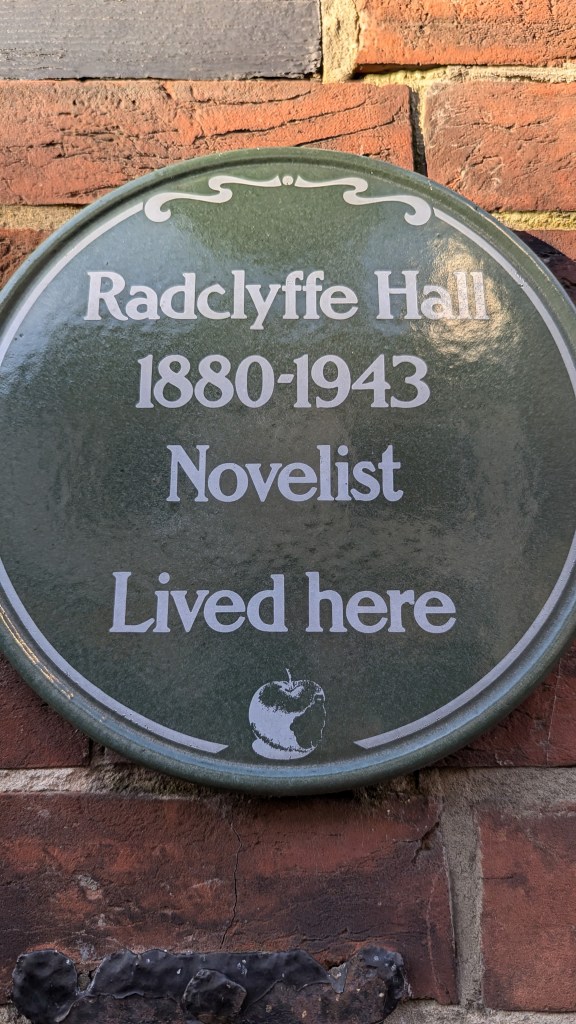 Radclyffe Hall
1880-1943
Novelist
Lived here